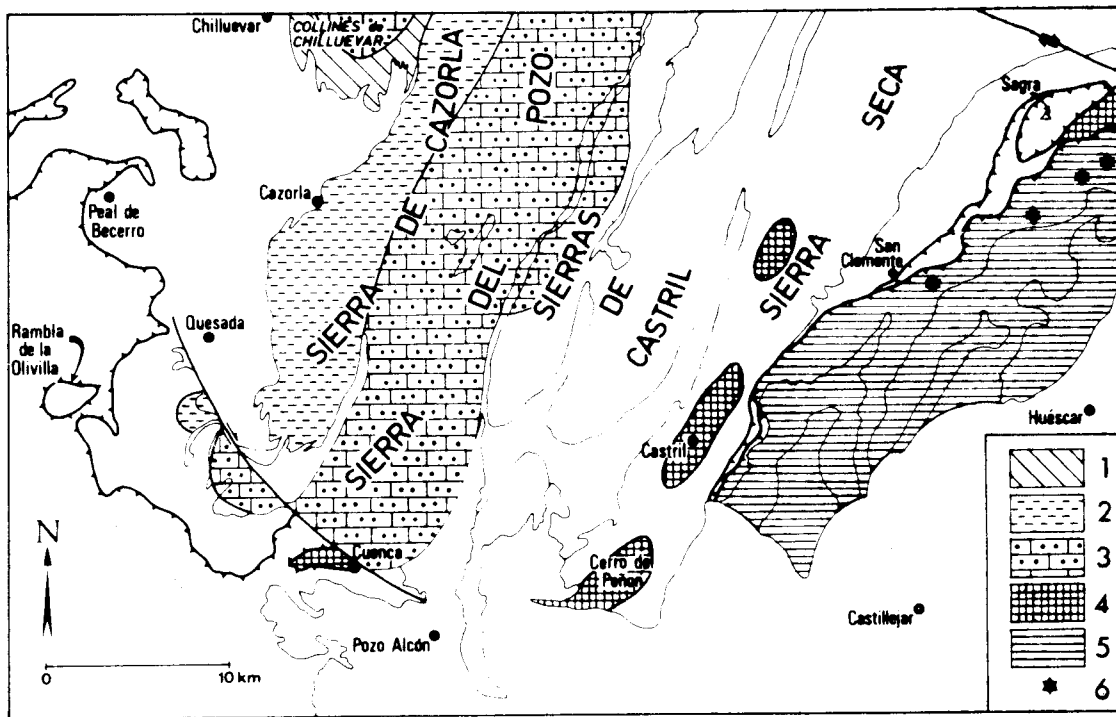 Chilluevar
COLLINES de
CHILLUEVAR
SIERRA DE CAZORLA
SIERRA DEL POZO
SIERRAS DE CASTRIL
SIERRA SECA
Sagra
Cazorla
Peal de
Becerro
San
Clemente
Quesada
Rambla
de la
Olivilla
Huéscar
Castril
Cuenca
Cerro del
Peñon
Castillejar
Pozo Alcón
N
0
10 km
1
2
3
4
5
6